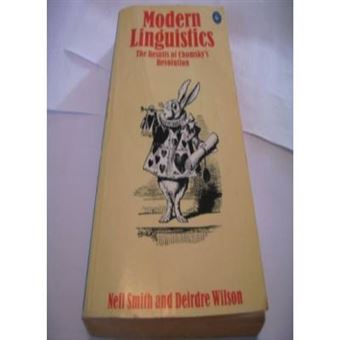 Modern
Linguistics
The Results of Chomsky's
Revolution
Neil Smith and Deirdre Wilson